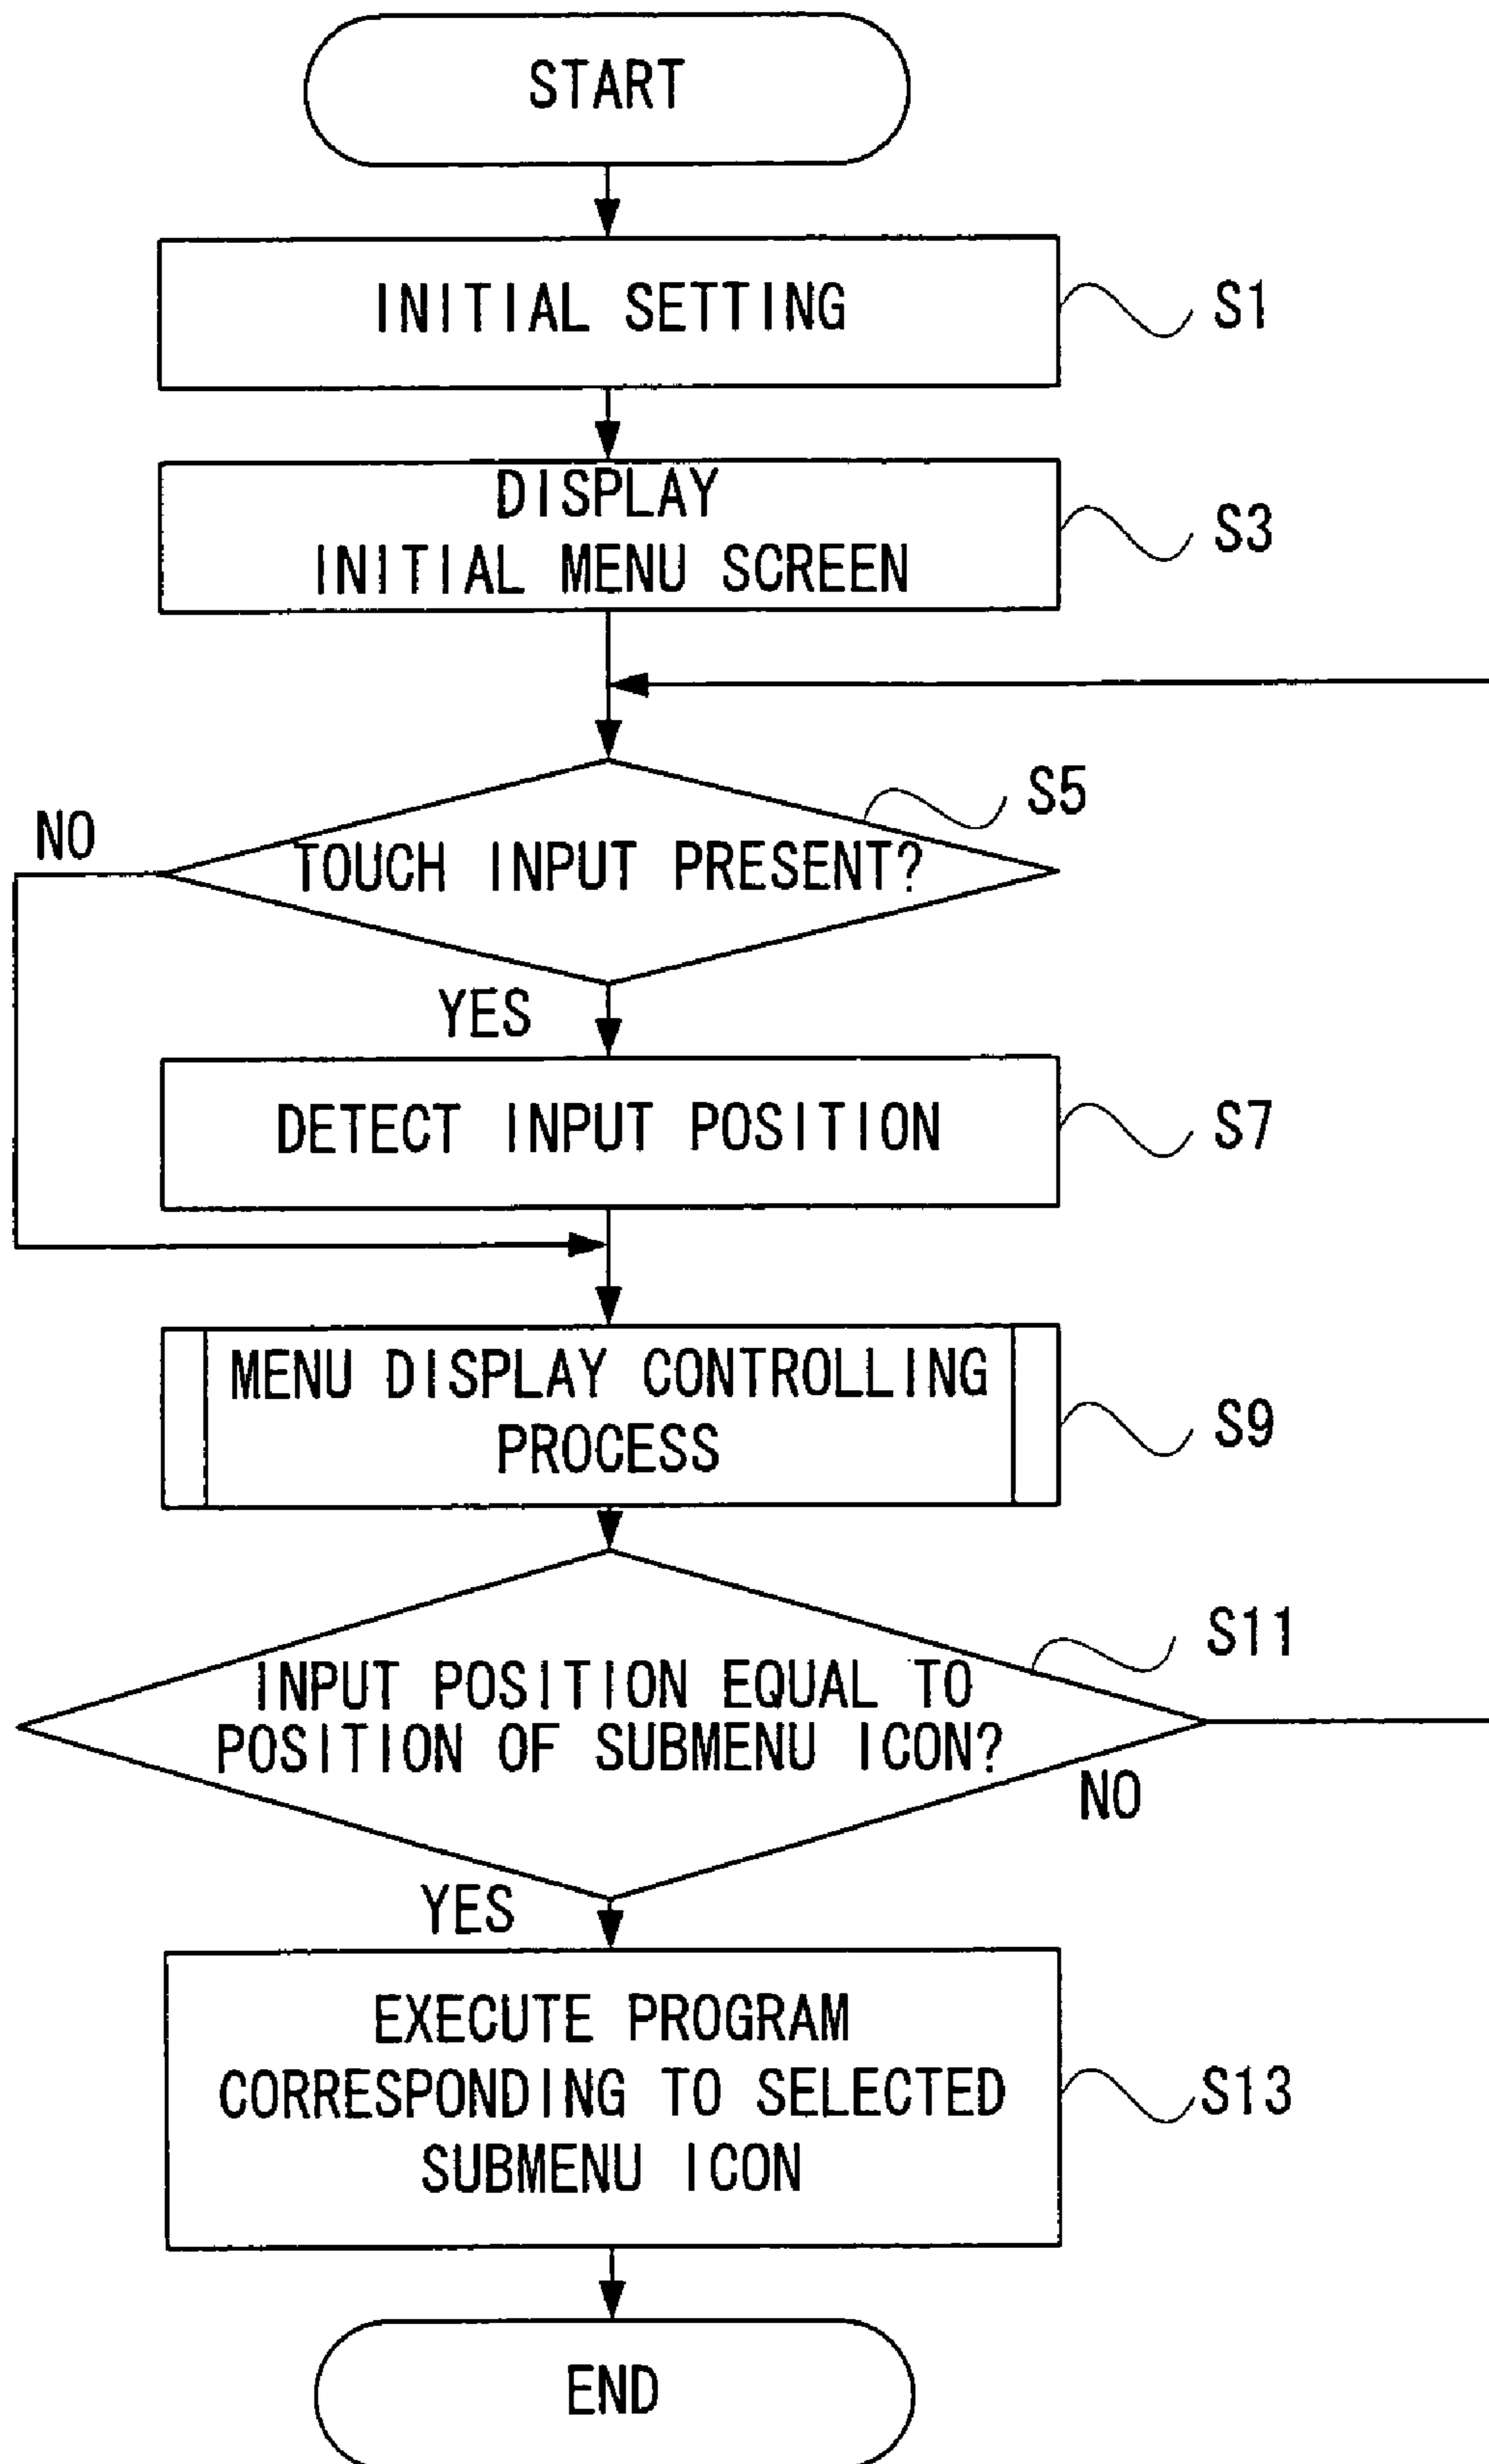 START
INITIAL SETTING
S1
DISPLAY
INITIAL MENU SCREEN
S3
S5
NO
TOUCH INPUT PRESENT?
YES
DETECT INPUT POSITION
S7
MENU DISPLAY CONTROLLING
PROCESS
S9
S11
INPUT POSITION EQUAL TO
POSITION OF SUBMENU ICON?
NO
YES
EXECUTE PROGRAM
CORRESPONDING TO SELECTED
SUBMENU ICON
S13
END